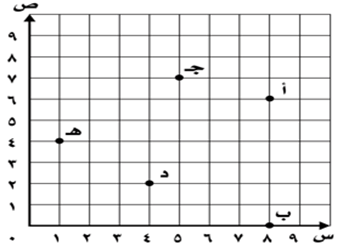 ص
٩
٨
٧ جـ
٦ أ
٥
٤ هـ
٣
٢ د
١
ب
٠ ١ ٢ ٣ ٤ ٥ ٦ ٧ ٨ ٩ س